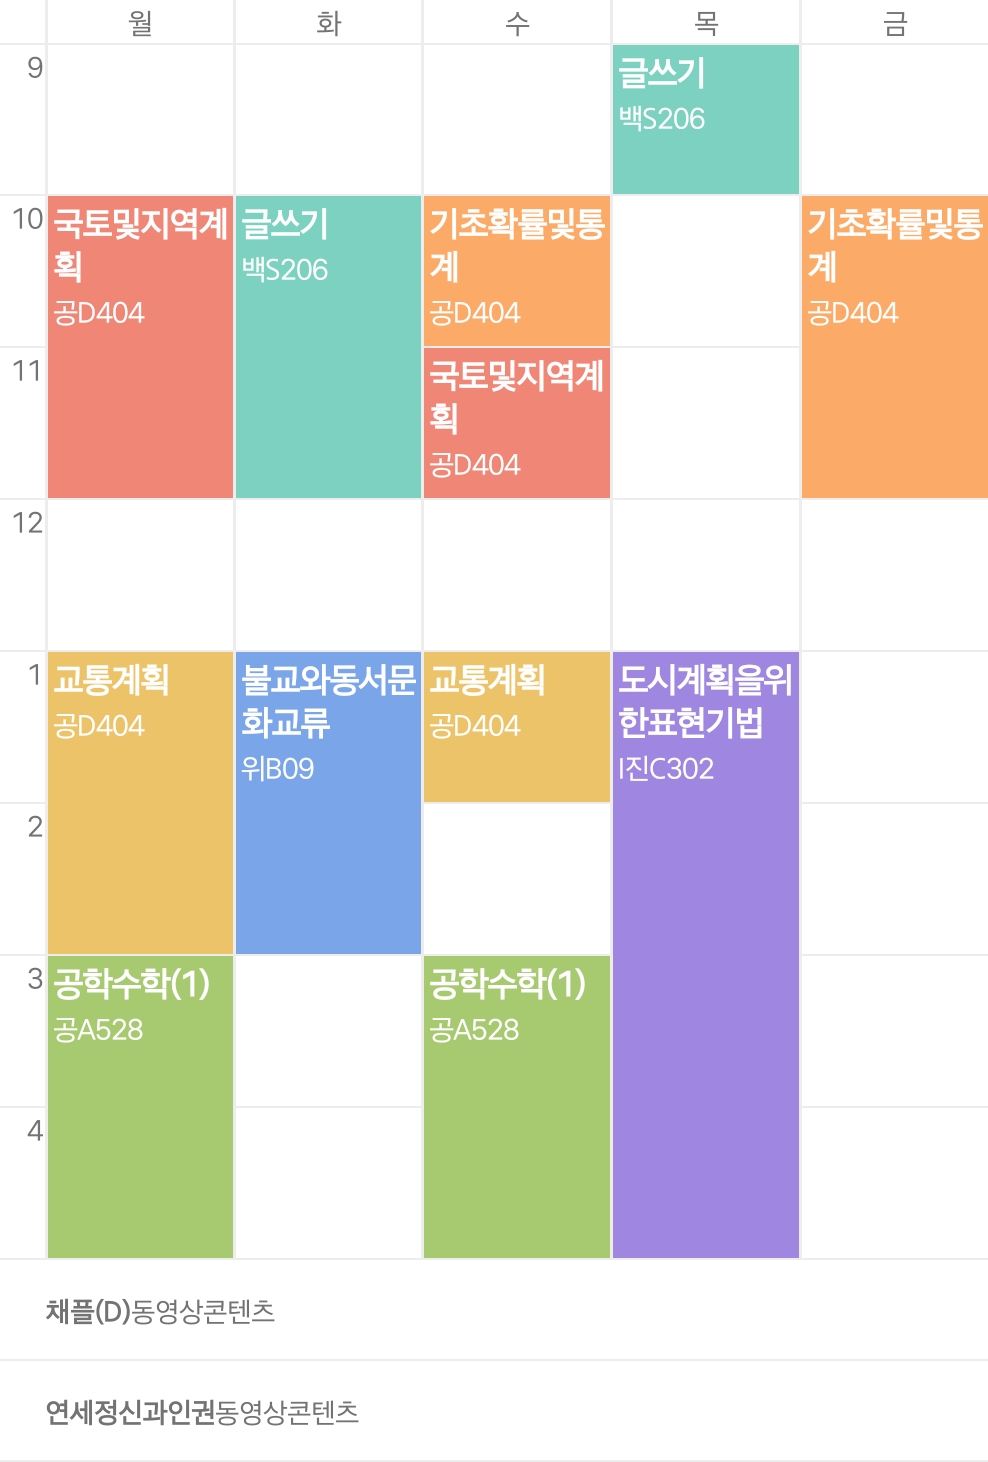 월 화 수 목 금
9
글쓰기
백S206
10
국토및지역계
획
공D404
글쓰기
백S206
기초확률및통
계
공D404
기초확률및통
계
공D404
11
국토및지역계
획
공D404
12
1
교통계획
공D404
불교와동서문
화교류
위B09
교통계획
공D404
도시계획을위
한표현기법
I진C302
2
3
공학수학(1)
공A528
공학수학(1)
공A528
4
채플(D)동영상콘텐츠
연세정신과인권동영상콘텐츠